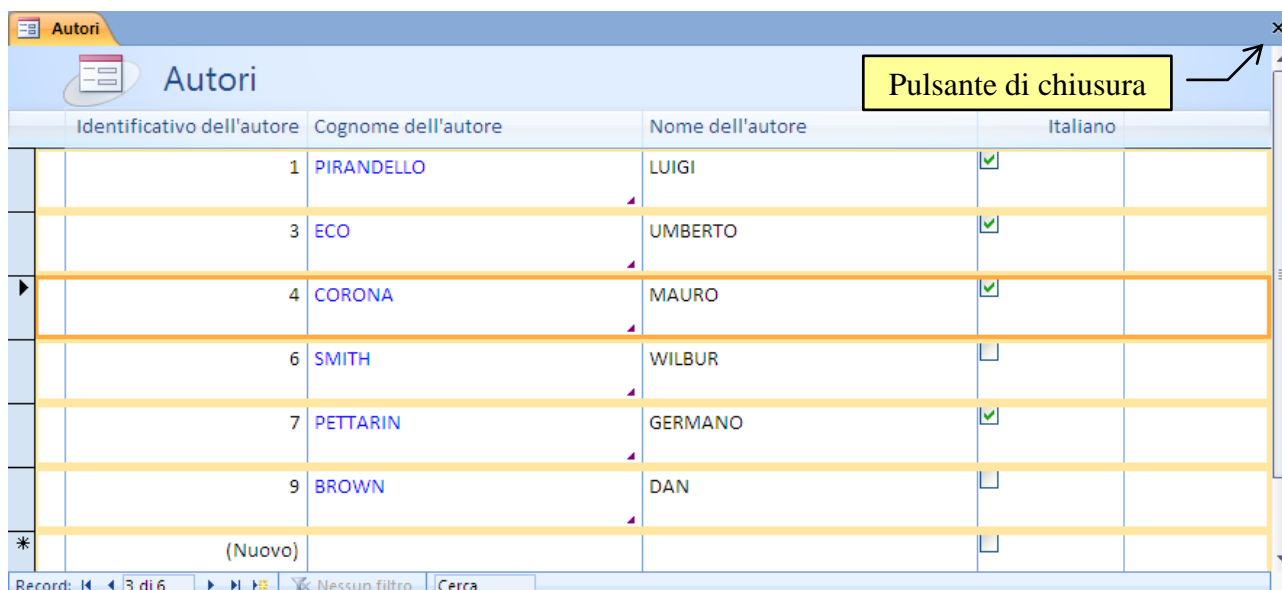 Autori
Autori
Pulsante di chiusura
Identificativo dell'autore Cognome dell'autore Nome dell'autore Italiano
1 PIRANDELLO LUIGI
3 ECO UMBERTO
4 CORONA MAURO
6 SMITH WILBUR
7 PETTARIN GERMANO
9 BROWN DAN
(Nuovo)
Record: 3 di 6 Nessun filtro Cerca